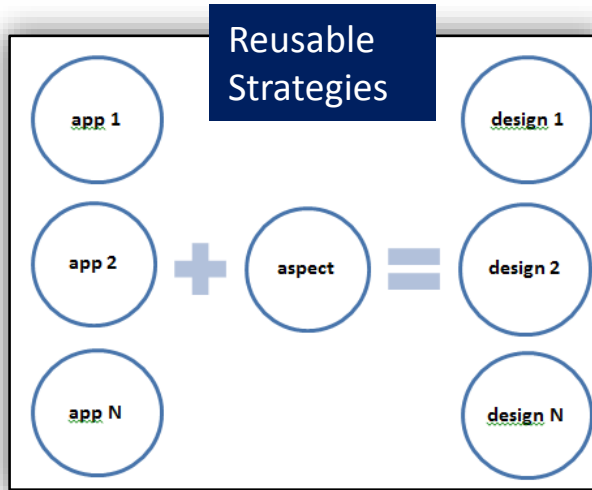 Reusable
Strategies
app 1
design 1
app 2
aspect
design 2
app N
design N